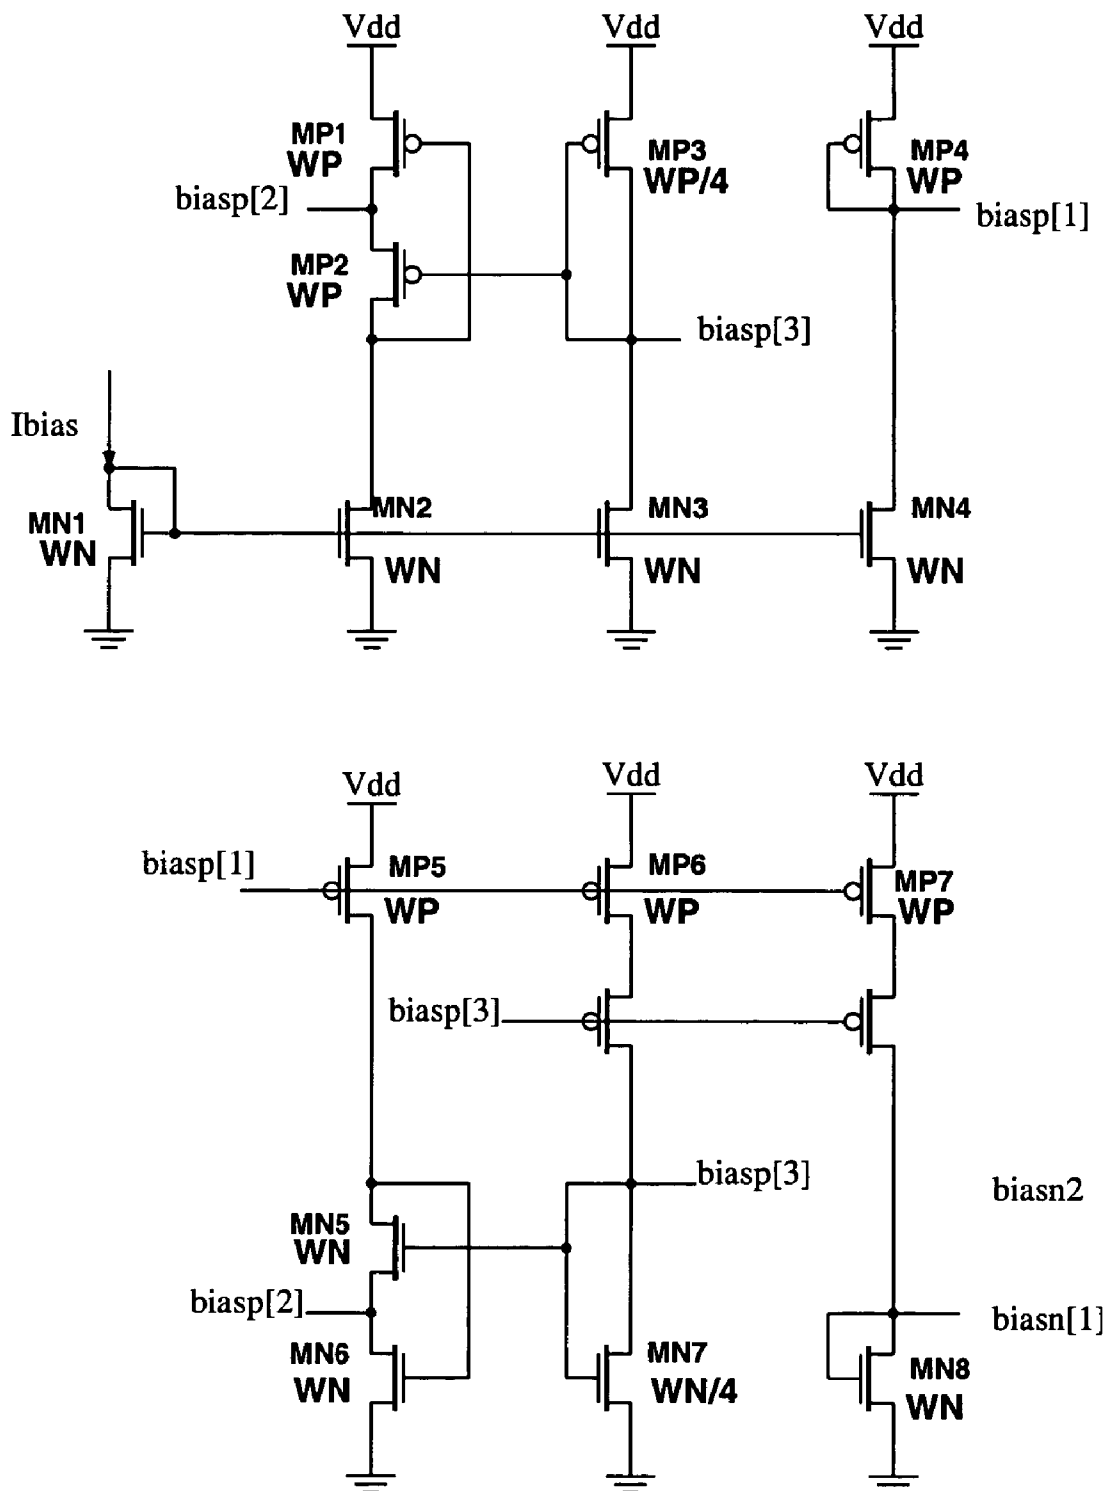 Vdd
Vdd
Vdd
MP1
WP
MP3
WP/4
MP4
WP
biasp[2]
biasp[1]
MP2
WP
biasp[3]
Ibias
MN1
WN
MN2
WN
MN3
WN
MN4
WN
Vdd
Vdd
Vdd
biasp[1]
MP5
WP
MP6
WP
MP7
WP
biasp[3]
biasp[3]
biasn2
MN5
WN
biasp[2]
biasn[1]
MN6
WN
MN7
WN/4
MN8
WN